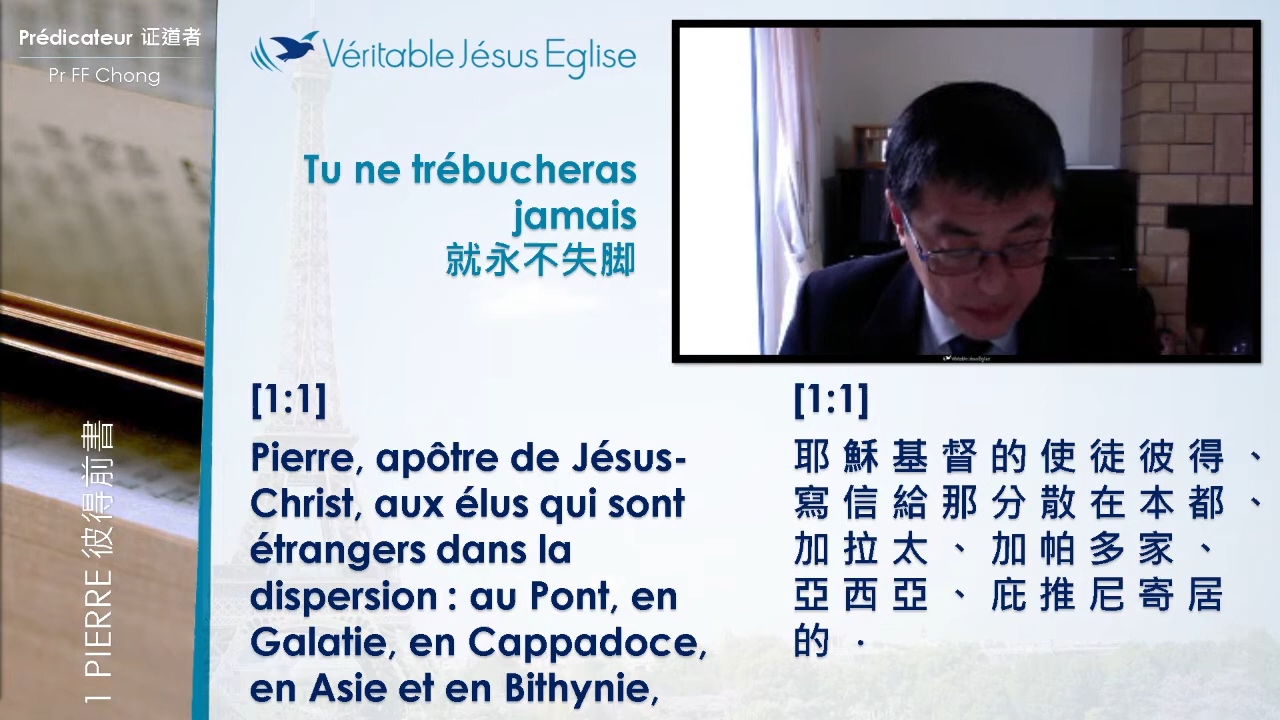 Prédicateur 证道者
Pr FF Chong
Véritable Jésus Eglise
Tu ne trébucheras
jamais
就永不失脚
1 PIERRE 彼得前書
[1:1]
Pierre, apôtre de Jésus-
Christ, aux élus qui sont
étrangers dans la
dispersion : au Pont, en
Galatie, en Cappadoce,
en Asie et en Bithynie,
[1:1]
耶穌基督的使徒彼得、
寫信給那分散在本都、
加拉太、加帕多家、
亞西亞、庇推尼寄居
的．
Véritable Jésus Eglise